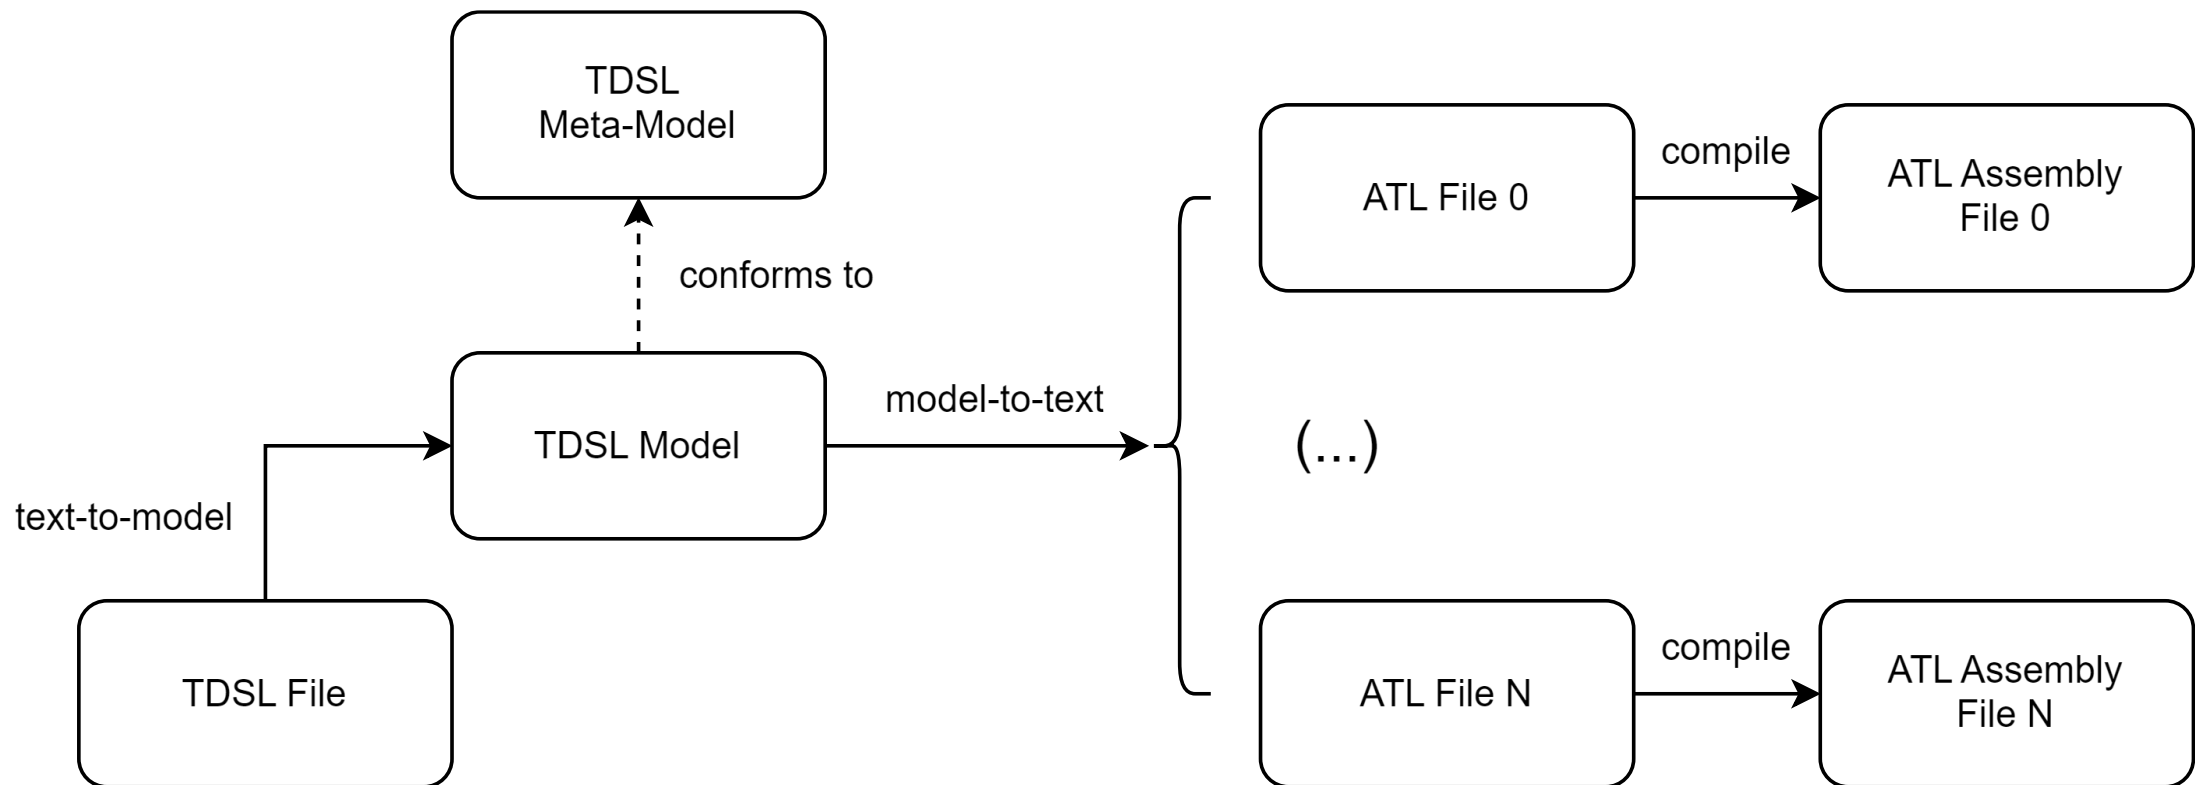 TDSL
Meta-Model
ATL File 0
compile
ATL Assembly
File 0
conforms to
TDSL Model
model-to-text
(...)
text-to-model
TDSL File
ATL File N
compile
ATL Assembly
File N